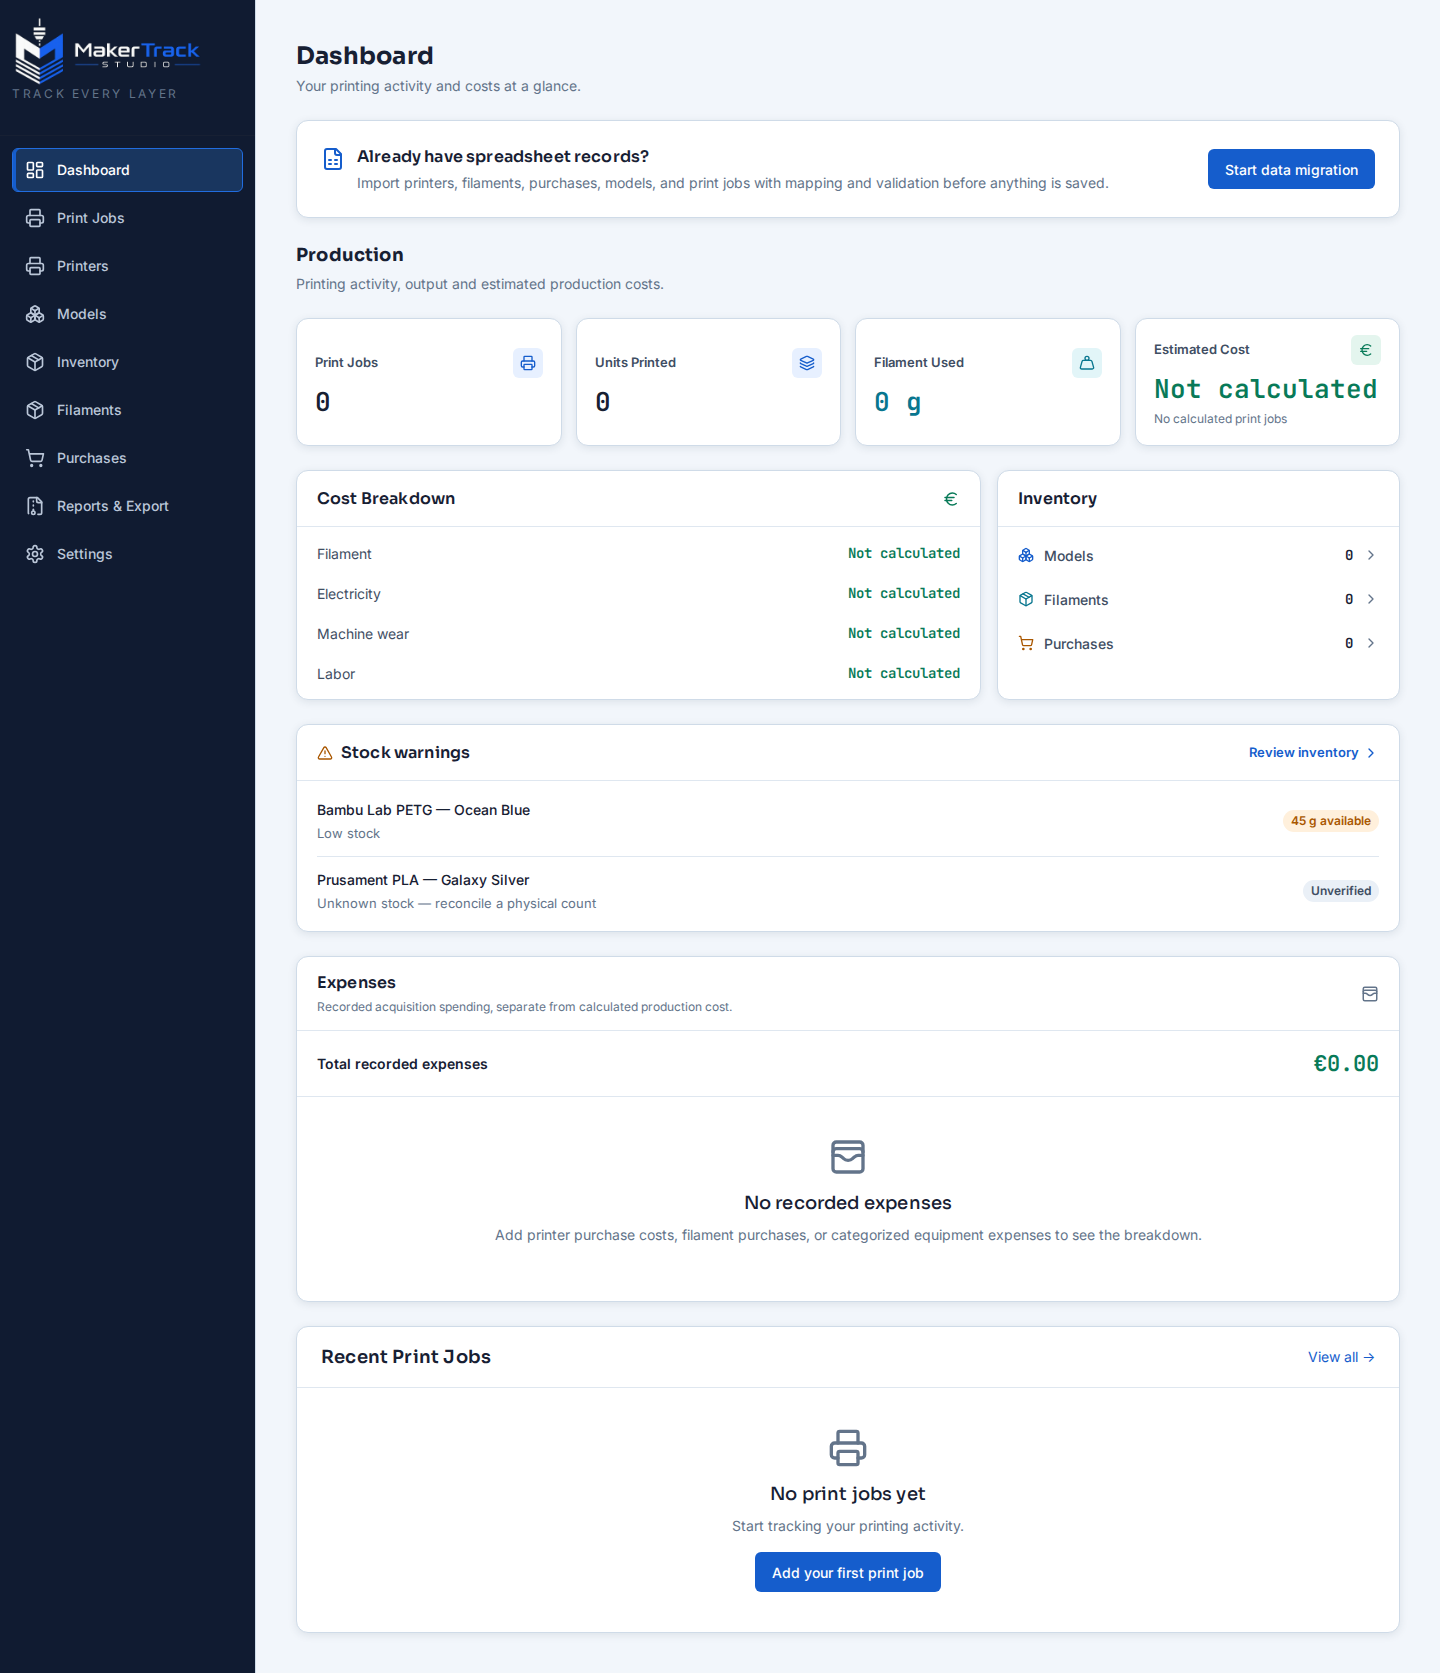 MakerTrack
STUDIO
TRACK EVERY LAYER
Dashboard
Print Jobs
Printers
Models
Inventory
Filaments
Purchases
Reports & Export
Settings
Dashboard
Your printing activity and costs at a glance.
Already have spreadsheet records?
Import printers, filaments, purchases, models, and print jobs with mapping and validation before anything is saved.
Start data migration
Production
Printing activity, output and estimated production costs.
Print Jobs
0
Units Printed
0
Filament Used
0 g
Estimated Cost
Not calculated
No calculated print jobs
Cost Breakdown
Filament Not calculated
Electricity Not calculated
Machine wear Not calculated
Labor Not calculated
Inventory
Models 0
Filaments 0
Purchases 0
Stock warnings
Review inventory
Bambu Lab PETG — Ocean Blue
Low stock
45 g available
Prusament PLA — Galaxy Silver
Unknown stock — reconcile a physical count
Unverified
Expenses
Recorded acquisition spending, separate from calculated production cost.
Total recorded expenses €0.00
No recorded expenses
Add printer purchase costs, filament purchases, or categorized equipment expenses to see the breakdown.
Recent Print Jobs
View all →
No print jobs yet
Start tracking your printing activity.
Add your first print job